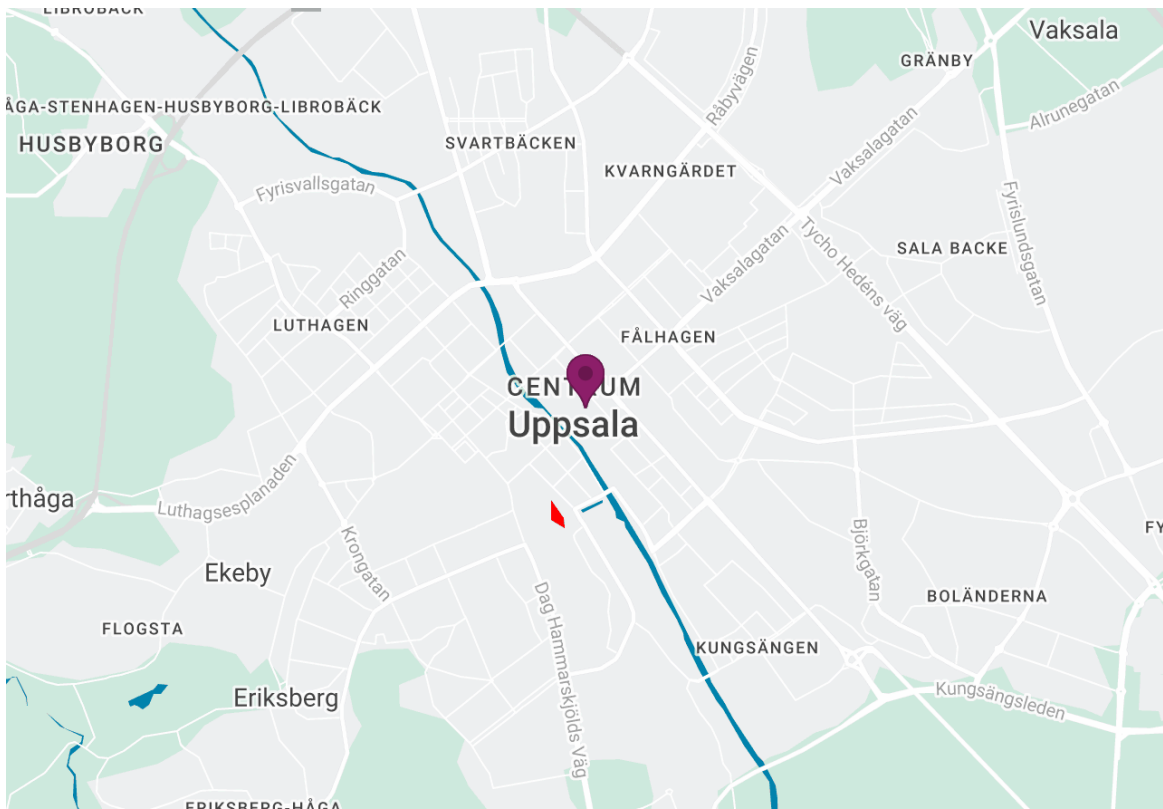 LIBROBÄCK
Vaksala
GRÄNBY
ÅGA-STENHAGEN-HUSBYBORG-LIBROBÄCK
Råbyvägen
Alrunegatan
HUSBYBORG
SVARTBÄCKEN
Vaksalagatan
KVARNGÄRDET
Fyrisvallsgatan
Fyrislundsgatan
SALA BACKE
Ringgatan
Vaksalagatan
Tycho Hedéns väg
LUTHAGEN
FÅLHAGEN
CENTRUM
Uppsala
rthåga
Luthagsesplanaden
FY
Krongatan
Björkgatan
Ekeby
BOLÄNDERNA
FLOGSTA
Dag Hammarskjölds Väg
KUNGSÄNGEN
Eriksberg
Kungsängsleden
ERIKSBERG-HÅGA